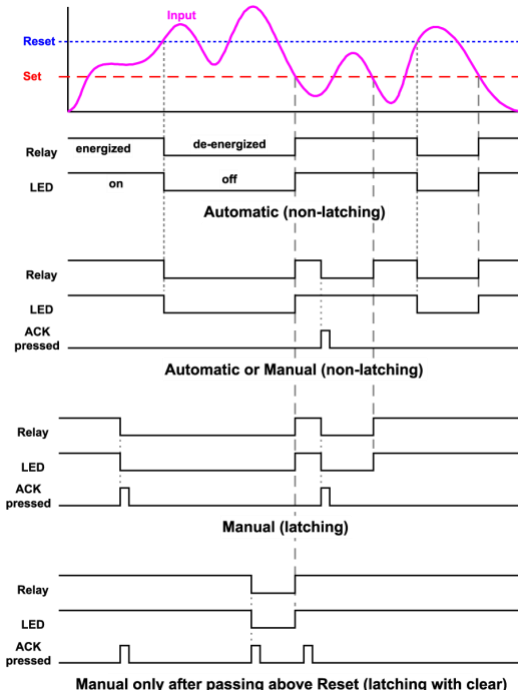 Input
Reset
Set
energized
de-energized
Relay
on
off
LED
Automatic (non-latching)
Relay
LED
ACK
pressed
Automatic or Manual (non-latching)
Relay
LED
ACK
pressed
Manual (latching)
Relay
LED
ACK
pressed
Manual only after passing above Reset (latching with clear)